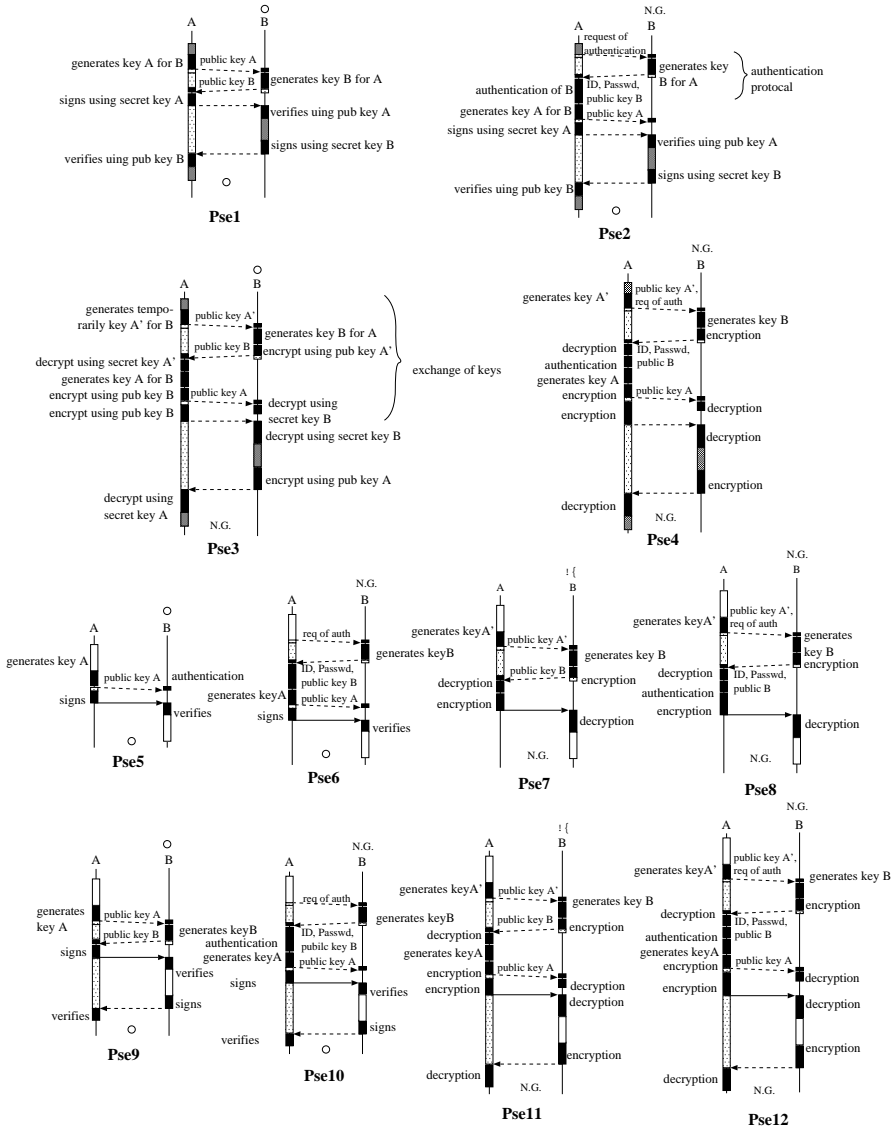 A
B
generates key A for B
public key A
public key B
generates key B for A
signs using secret key A
verifies uing pub key A
signs using secret key B
verifies uing pub key B
Pse1
N.G.
A
B
request of
authentication
generates key
B for A
authentication
protocal
authentication of B
ID, Passwd,
public key B
generates key A for B
public key A
signs using secret key A
verifies uing pub key A
signs using secret key B
verifies uing pub key B
Pse2
A
B
generates tempo-
rarily key A' for B
public key A'
generates key B for A
public key B
encrypt using pub key A'
decrypt using secret key A'
generates key A for B
exchange of keys
encrypt using pub key B
public key A
encrypt using pub key B
decrypt using
secret key B
decrypt using secret key B
encrypt using pub key A
decrypt using
secret key A
N.G.
Pse3
N.G.
A
B
generates key A'
public key A',
req of auth
generates key B
encryption
decryption
ID, Passwd,
public B
authentication
generates key A
encryption
public key A
encryption
decryption
decryption
encryption
decryption
N.G.
Pse4
A
B
generates key A
public key A
authentication
signs
verifies
Pse5
N.G.
A
B
req of auth
generates keyB
ID, Passwd,
public key B
generates keyA
public key A
signs
verifies
Pse6
! {
A
B
generates keyA'
public key A'
generates key B
public key B
encryption
decryption
encryption
decryption
N.G.
Pse7
N.G.
A
B
generates keyA'
public key A',
req of auth
generates
key B
encryption
decryption
ID, Passwd,
public B
authentication
encryption
decryption
N.G.
Pse8
A
B
generates
key A
public key A
generates keyB
public key B
signs
verifies
signs
verifies
Pse9
N.G.
A
B
req of auth
generates keyB
authentication
ID, Passwd,
pubilc key B
generates keyA
public key A
signs
verifies
signs
verifies
Pse10
! {
A
B
generates keyA'
public key A'
generates key B
public key B
encryption
decryption
generates keyA
encryption
public key A
encryption
decryption
decryption
encryption
decryption
N.G.
Pse11
N.G.
A
B
generates keyA'
public key A',
req of auth
generates key B
encryption
decryption
ID, Passwd,
public B
authentication
generates keyA
encryption
public key A
encryption
decryption
decryption
encryption
decryption
N.G.
Pse12